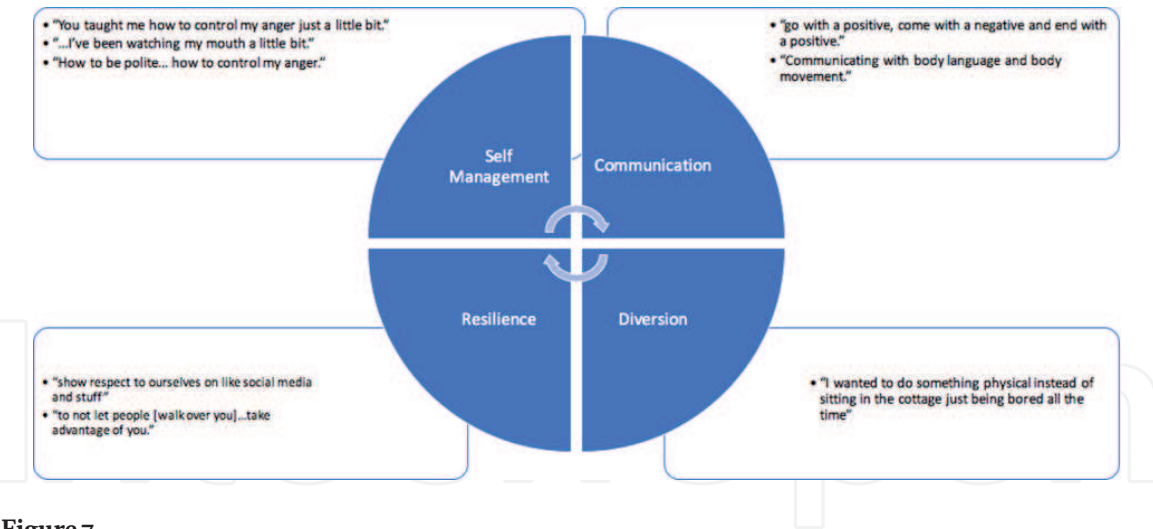 • "You taught me how to control my anger just a little bit."
• "...I've been watching my mouth a little bit."
• "How to be polite... how to control my anger."
• "go with a positive, come with a negative and end with
a positive."
• "Communicating with body language and body
movement."
Self
Management
Communication
Resilience
Diversion
• "show respect to ourselves on like social media
and stuff"
• "to not let people [walk over you]...take
advantage of you."
• "I wanted to do something physical instead of
sitting in the cottage just being bored all the
time"
Figure 7